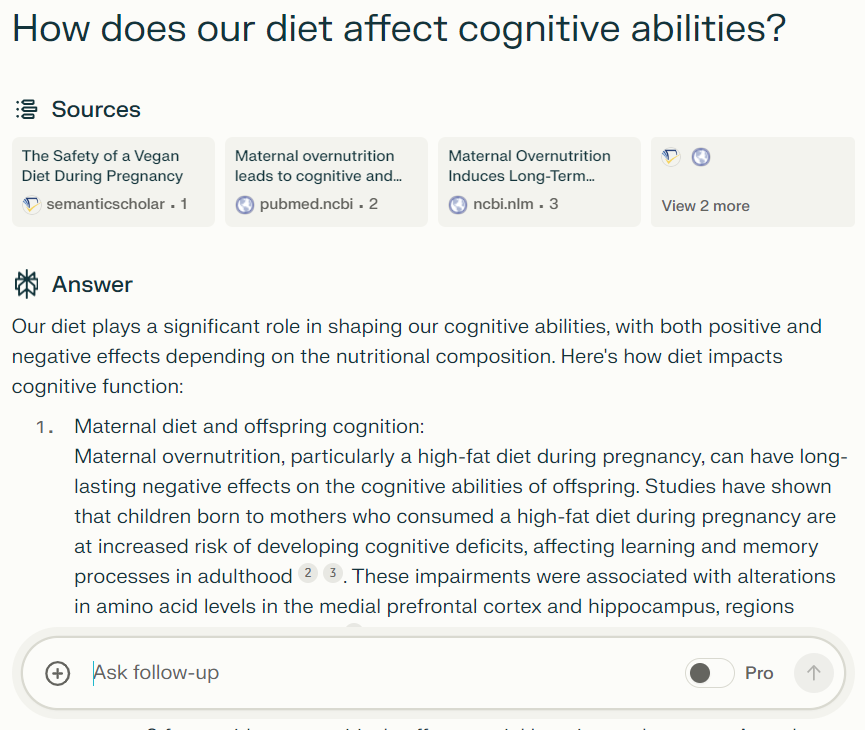 How does our diet affect cognitive abilities?
Sources
The Safety of a Vegan
Diet During Pregnancy
semanticscholar · 1
Maternal overnutrition
leads to cognitive and...
pubmed.ncbi · 2
Maternal Overnutrition
Induces Long-Term...
ncbi.nlm · 3
View 2 more
Answer
Our diet plays a significant role in shaping our cognitive abilities, with both positive and
negative effects depending on the nutritional composition. Here's how diet impacts
cognitive function:
1. Maternal diet and offspring cognition:
Maternal overnutrition, particularly a high-fat diet during pregnancy, can have long-
lasting negative effects on the cognitive abilities of offspring. Studies have shown
that children born to mothers who consumed a high-fat diet during pregnancy are
at increased risk of developing cognitive deficits, affecting learning and memory
processes in adulthood 2 3 . These impairments were associated with alterations
in amino acid levels in the medial prefrontal cortex and hippocampus, regions
Ask follow-up
Pro